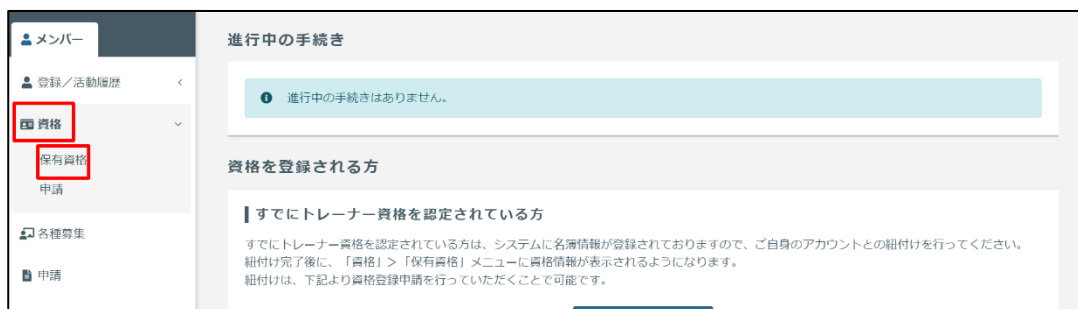 メンバー
登録／活動履歴
資格
保有資格
申請
各種募集
申請
進行中の手続き
進行中の手続きはありません。
資格を登録される方
すでにトレーナー資格を認定されている方
すでにトレーナー資格を認定されている方は、システムに名簿情報が登録されておりますので、ご自身のアカウントとの紐付けを行ってください。
紐付け完了後に、「資格」＞「保有資格」メニューに資格情報が表示されるようになります。
紐付けは、下記より資格登録申請を行っていただくことで可能です。